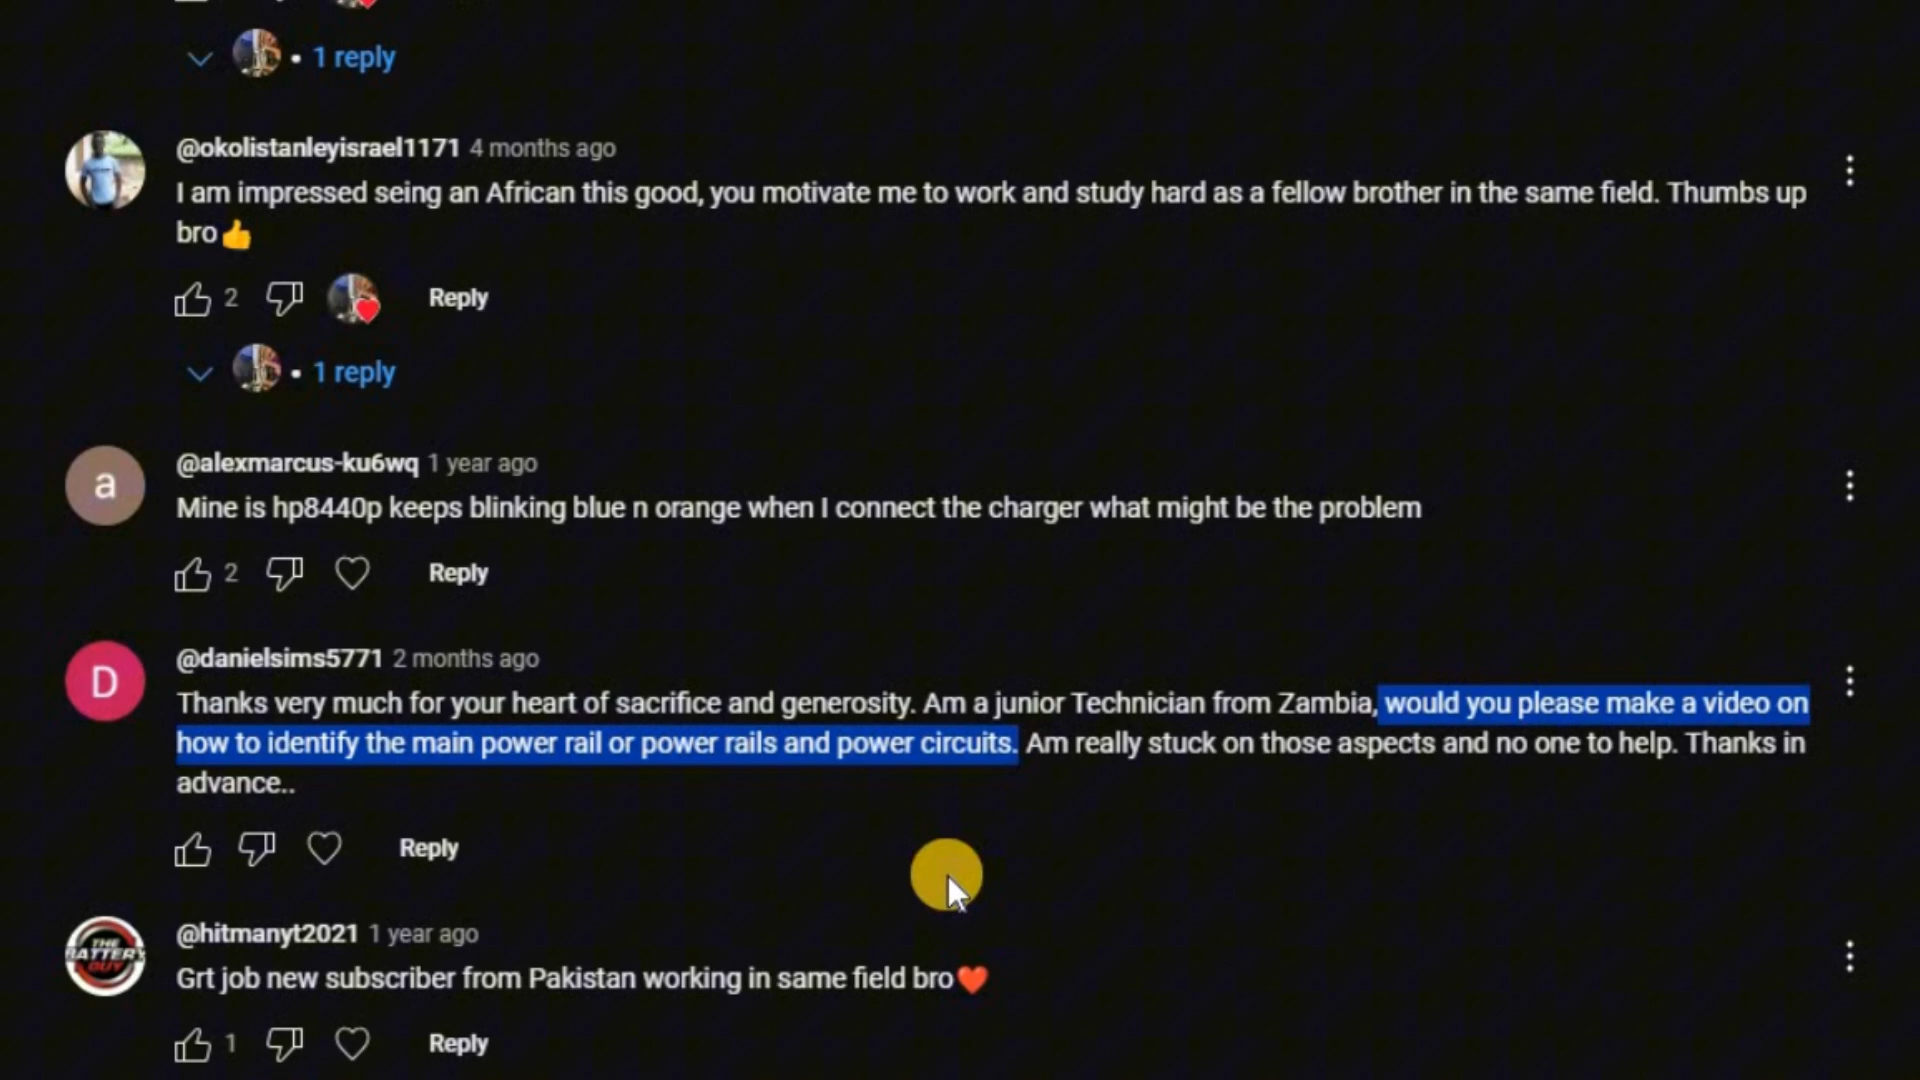 • 1 reply
@okolistanleyisrael1171 4 months ago
I am impressed seing an African this good, you motivate me to work and study hard as a fellow brother in the same field. Thumbs up
bro👍
2 Reply
• 1 reply
a
@alexmarcus-ku6wq 1 year ago
Mine is hp8440p keeps blinking blue n orange when I connect the charger what might be the problem
2 Reply
D
@danielsims5771 2 months ago
Thanks very much for your heart of sacrifice and generosity. Am a junior Technician from Zambia, would you please make a video on
how to identify the main power rail or power rails and power circuits. Am really stuck on those aspects and no one to help. Thanks in
advance..
Reply
THE
BATTERY
GUY
@hitmanyt2021 1 year ago
Grt job new subscriber from Pakistan working in same field bro❤️
1 Reply